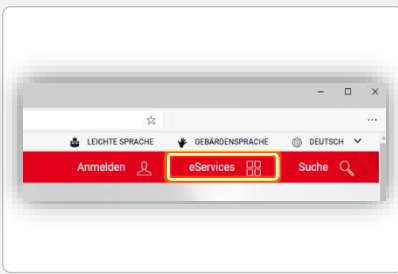 LEICHTE SPRACHE GEBÄRDENSPRACHE DEUTSCH
Anmelden eServices Suche